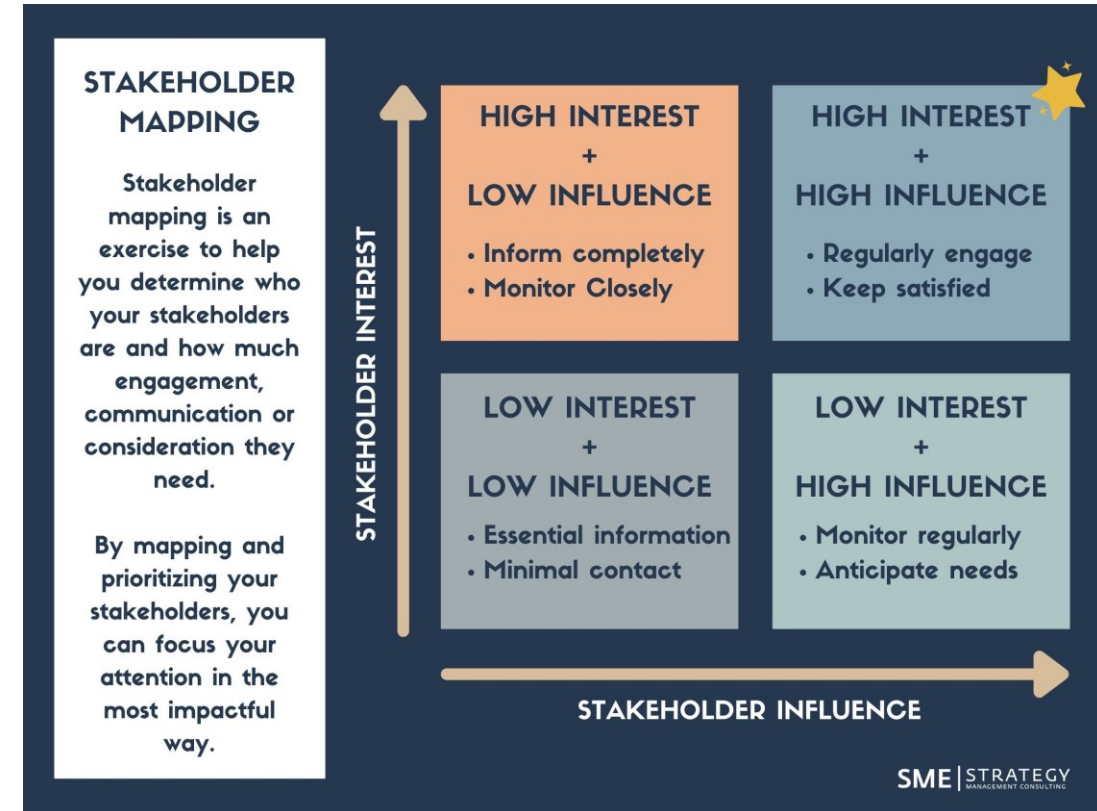 STAKEHOLDER
MAPPING
Stakeholder
mapping is an
exercise to help
you determine who
your stakeholders
are and how much
engagement,
communication or
consideration they
need.
By mapping and
prioritizing your
stakeholders, you
can focus your
attention in the
most impactful
way.
STAKEHOLDER INTEREST
HIGH INTEREST
+
LOW INFLUENCE
• Inform completely
• Monitor Closely
HIGH INTEREST
+
HIGH INFLUENCE
• Regularly engage
• Keep satisfied
LOW INTEREST
+
LOW INFLUENCE
• Essential information
• Minimal contact
LOW INTEREST
+
HIGH INFLUENCE
• Monitor regularly
• Anticipate needs
STAKEHOLDER INFLUENCE
SME | STRATEGY
MANAGEMENT CONSULTING